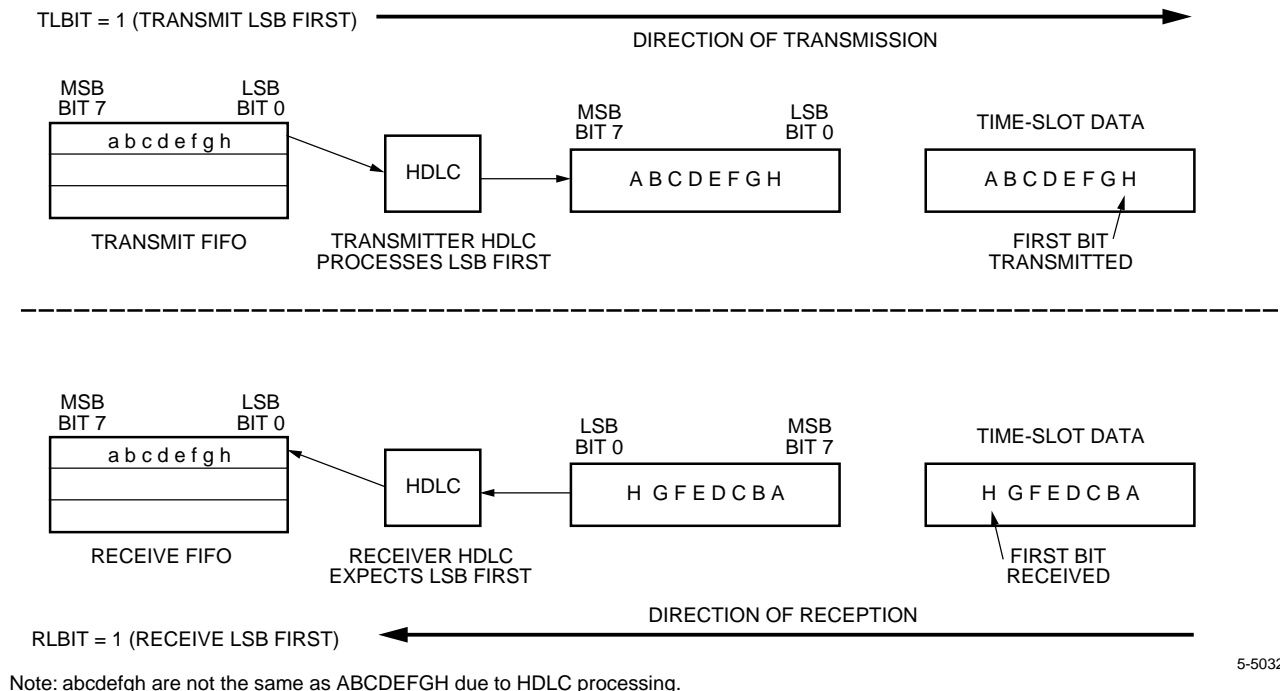 TLBIT = 1 (TRANSMIT LSB FIRST)
DIRECTION OF TRANSMISSION
MSB
BIT 7
LSB
BIT 0
a b c d e f g h
TRANSMIT FIFO
HDLC
TRANSMITTER HDLC
PROCESSES LSB FIRST
MSB
BIT 7
LSB
BIT 0
A B C D E F G H
TIME-SLOT DATA
A B C D E F G H
FIRST BIT
TRANSMITTED
MSB
BIT 7
LSB
BIT 0
a b c d e f g h
RECEIVE FIFO
HDLC
RECEIVER HDLC
EXPECTS LSB FIRST
LSB
BIT 0
MSB
BIT 7
H G F E D C B A
TIME-SLOT DATA
H G F E D C B A
FIRST BIT
RECEIVED
DIRECTION OF RECEPTION
RLBIT = 1 (RECEIVE LSB FIRST)
5-5032
Note: abcdefgh are not the same as ABCDEFGH due to HDLC processing.